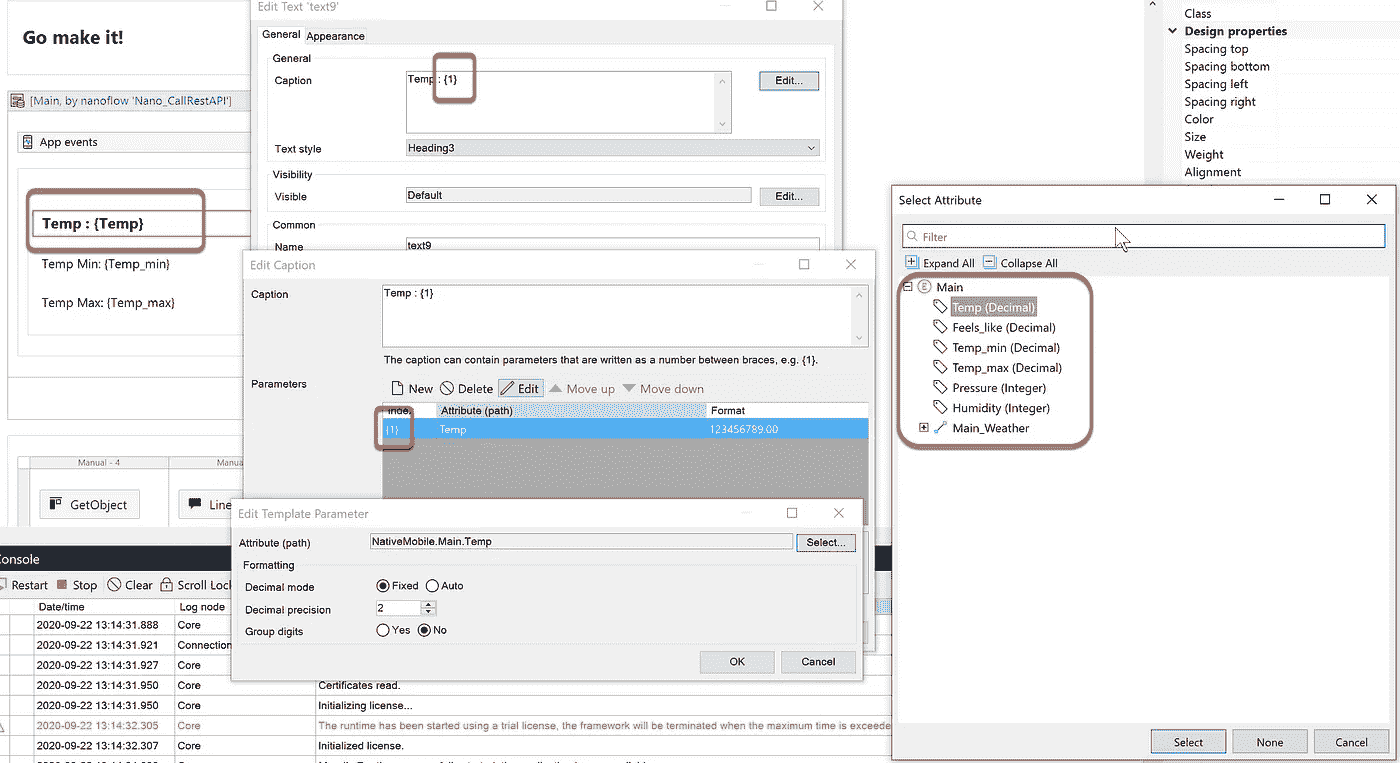 Go make it!
[Main, by nanoflow 'Nano_CallRestAPI']
App events
Temp : {Temp}
Temp Min: {Temp_min}
Temp Max: {Temp_max}
Manual - 4
GetObject
Line
Edit Text 'text9'
General Appearance
General
Caption
Temp : {1}
Edit...
Text style
Heading3
Visibility
Visible
Default
Edit...
Common
Name
text9
Edit Caption
Caption
Temp : {1}
The caption can contain parameters that are written as a number between braces, e.g. {1}.
Parameters
New Delete Edit Move up Move down
Attribute (path) Format
{1} Temp 123456789.00
Edit Template Parameter
Attribute (path)
NativeMobile.Main.Temp
Select...
Formatting
Decimal mode
Fixed Auto
Decimal precision
2
Group digits
Yes No
OK Cancel
Class
Design properties
Spacing top
Spacing bottom
Spacing left
Spacing right
Color
Size
Weight
Alignment
Select Attribute
Filter
Expand All Collapse All
Main
Temp (Decimal)
Feels_like (Decimal)
Temp_min (Decimal)
Temp_max (Decimal)
Pressure (Integer)
Humidity (Integer)
Main_Weather
Select None Cancel
Console
Restart Stop Clear Scroll Lock
Date/time Log node
2020-09-22 13:14:31.888 Core
2020-09-22 13:14:31.921 Connection
2020-09-22 13:14:31.927 Core
2020-09-22 13:14:31.950 Core Certificates read.
2020-09-22 13:14:31.950 Core Initializing license...
2020-09-22 13:14:32.305 Core The runtime has been started using a trial license, the framework will be terminated when the maximum time is exceede
2020-09-22 13:14:32.307 Core Initialized license.